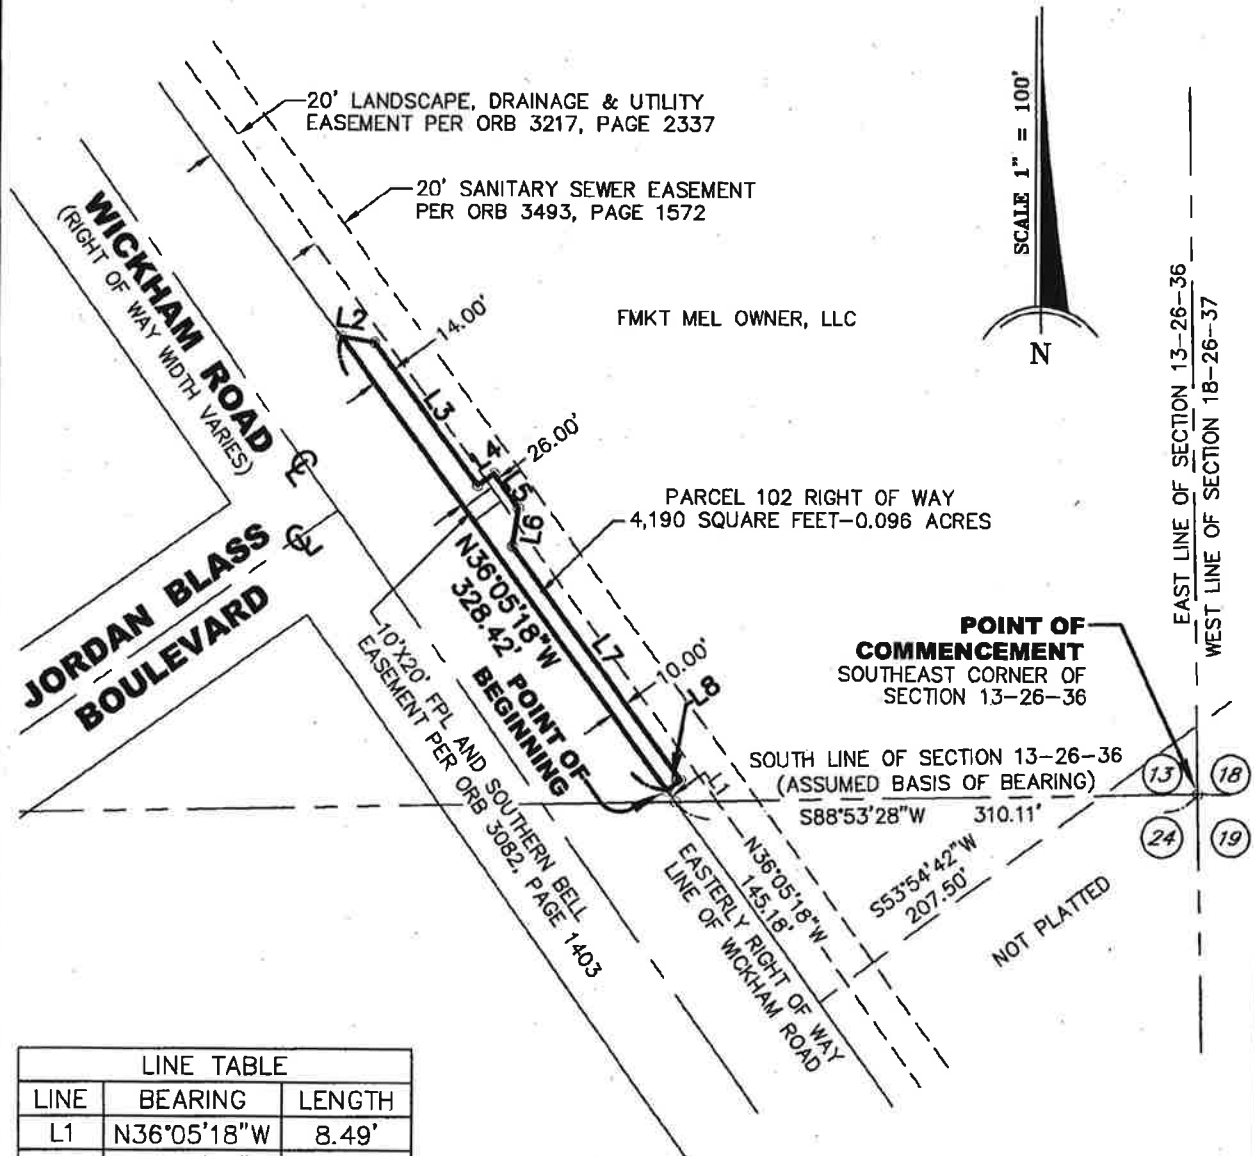 20' LANDSCAPE, DRAINAGE & UTILITY
EASEMENT PER ORB 3217, PAGE 2337
20' SANITARY SEWER EASEMENT
PER ORB 3493, PAGE 1572
SCALE 1" = 100'
N
WICKHAM ROAD
(RIGHT OF WAY WIDTH VARIES)
FMKT MEL OWNER, LLC
EAST LINE OF SECTION 13-26-36
WEST LINE OF SECTION 18-26-37
L2
14.00'
L3
L4
26.00'
L5
L6
PARCEL 102 RIGHT OF WAY
4,190 SQUARE FEET-0.096 ACRES
JORDAN BLASS
BOULEVARD
N36°05'18"W
328.42'
L7
10.00'
L8
POINT OF
BEGINNING
10'X20' FPL AND SOUTHERN BELL
EASEMENT PER ORB 3082, PAGE 1403
POINT OF
COMMENCEMENT
SOUTHEAST CORNER OF
SECTION 13-26-36
SOUTH LINE OF SECTION 13-26-36
(ASSUMED BASIS OF BEARING)
S88°53'28"W 310.11'
13
18
24
19
L1
N36°05'18"W
145.18'
EASTERLY RIGHT OF WAY
LINE OF WICKHAM ROAD
S53°54'42"W
207.50'
NOT PLATTED
LINE TABLE
LINE BEARING LENGTH
L1 N36°05'18"W 8.49'